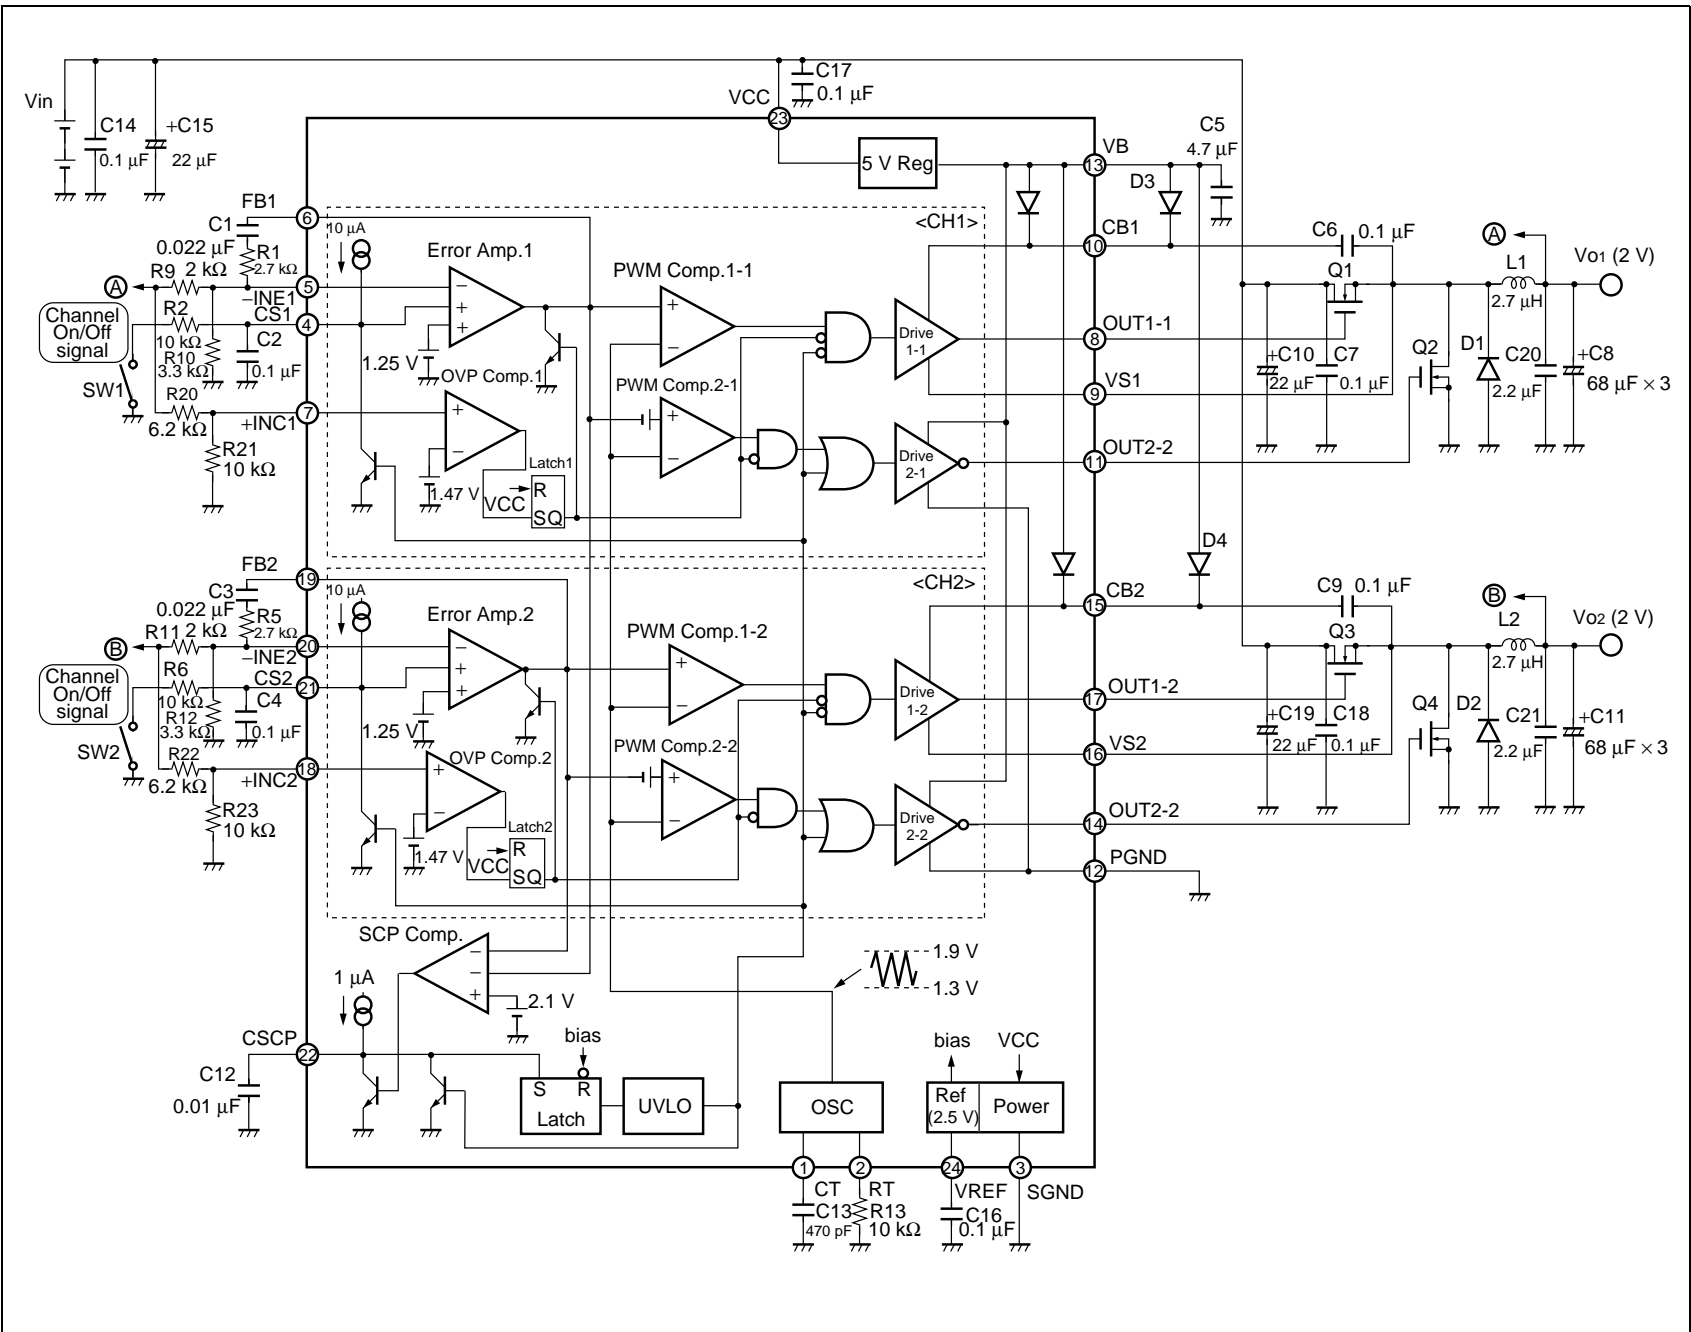 Vin
C14
0.1 µF
+C15
22 µF
C17
0.1 µF
VCC
23
5 V Reg
VB
13
C5
4.7 µF
D3
<CH1>
FB1
6
C1
0.022 µF
R1
2.7 kΩ
R9
2 kΩ
A
5
−INE1
Channel
On/Off
signal
R2
10 kΩ
CS1
4
R10
3.3 kΩ
C2
0.1 µF
SW1
R20
6.2 kΩ
+INC1
7
R21
10 kΩ
10 µA
Error Amp.1
−
+
+
1.25 V
OVP Comp.1
+
−
1.47 V
Latch1
R
VCC
SQ
PWM Comp.1-1
+
−
PWM Comp.2-1
+
−
Drive
1-1
Drive
2-1
CB1
10
OUT1-1
8
VS1
9
OUT2-2
11
C6
0.1 µF
A
Vo1 (2 V)
Q1
L1
2.7 µH
+C10
22 µF
C7
0.1 µF
Q2
D1
C20
2.2 µF
+C8
68 µF × 3
D4
<CH2>
FB2
19
C3
0.022 µF
R5
2.7 kΩ
R11
2 kΩ
B
20
−INE2
Channel
On/Off
signal
R6
10 kΩ
CS2
21
R12
3.3 kΩ
C4
0.1 µF
SW2
R22
6.2 kΩ
+INC2
18
R23
10 kΩ
10 µA
Error Amp.2
−
+
+
1.25 V
OVP Comp.2
+
−
1.47 V
Latch2
R
VCC
SQ
PWM Comp.1-2
+
−
PWM Comp.2-2
+
−
Drive
1-2
Drive
2-2
CB2
15
OUT1-2
17
VS2
16
OUT2-2
14
PGND
12
C9
0.1 µF
B
Vo2 (2 V)
Q3
L2
2.7 µH
+C19
22 µF
C18
0.1 µF
Q4
D2
C21
2.2 µF
+C11
68 µF × 3
SCP Comp.
−
−
+
2.1 V
1 µA
1.9 V
1.3 V
CSCP
22
C12
0.01 µF
bias
S
R
Latch
UVLO
OSC
bias
VCC
Ref
(2.5 V)
Power
1
2
24
3
CT
RT
VREF
SGND
C13
470 pF
R13
10 kΩ
C16
0.1 µF